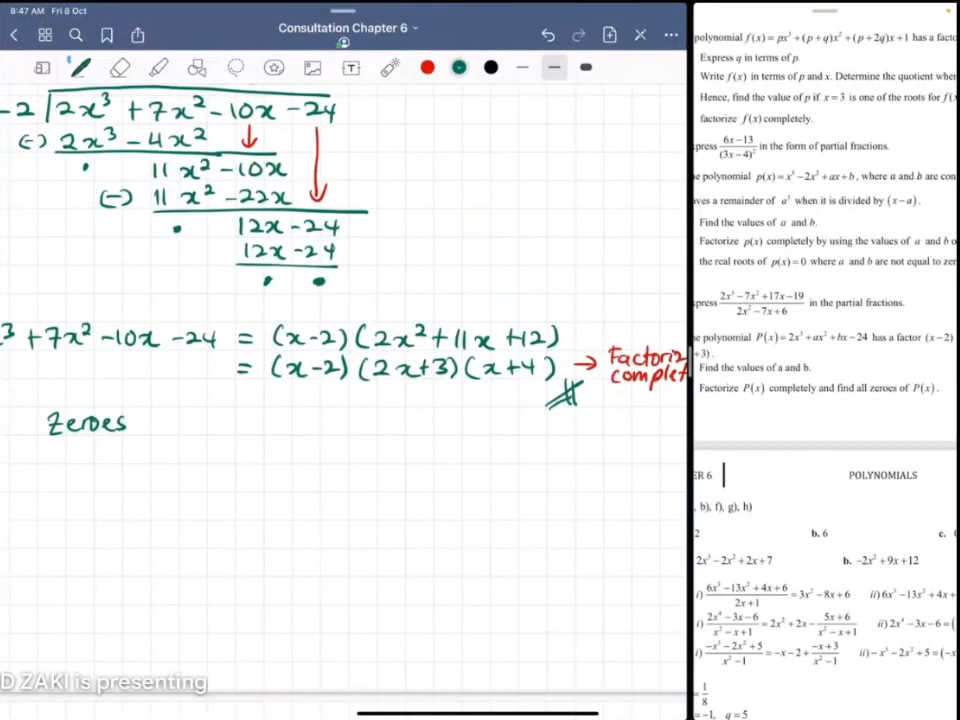 8:47 AM Fri 8 Oct
Consultation Chapter 6
-2 | 2x³ + 7x² - 10x - 24
(-) 2x³ - 4x²
11x² - 10x
(-) 11x² - 22x
12x - 24
12x - 24
³ + 7x² - 10x - 24 = (x-2)(2x² + 11x + 12)
= (x-2)(2x+3)(x+4) → Factoriz
complet
Zeroes
D ZAKI is presenting
polynomial f(x) = px³ + (p+q)x² + (p+2q)x + 1 has a facto
Express q in terms of p.
Write f(x) in terms of p and x. Determine the quotient wher
Hence, find the value of p if x = 3 is one of the roots for f(x
factorize f(x) completely.
press (6x-13)/(3x-4)² in the form of partial fractions.
e polynomial p(x) = x³ - 2x² + ax + b, where a and b are con
ves a remainder of a³ when it is divided by (x-a).
Find the values of a and b.
Factorize p(x) completely by using the values of a and b o
the real roots of p(x) = 0 where a and b are not equal to zer
press (2x³-7x²+17x-19)/(2x²-7x+6) in the partial fractions.
e polynomial P(x) = 2x³ + ax² + bx - 24 has a factor (x-2)
+3).
Find the values of a and b.
Factorize P(x) completely and find all zeroes of P(x).
ER 6 | POLYNOMIALS
, b), f), g), h)
2 b. 6 c.
2x³ - 2x² + 2x + 7 b. -2x² + 9x + 12
i) (6x³-13x²+4x+6)/(2x+1) = 3x² - 8x + 6 ii) 6x³ - 13x² + 4x +
i) (2x⁴-3x-6)/(x²-x+1) = 2x² + 2x - (5x+6)/(x²-x+1) ii) 2x⁴ - 3x - 6 = (
i) (-x³-2x²+5)/(x²-1) = -x - 2 + (-x+3)/(x²-1) ii) -x³ - 2x² + 5 = (-x
= 1/8
= -1, q = 5